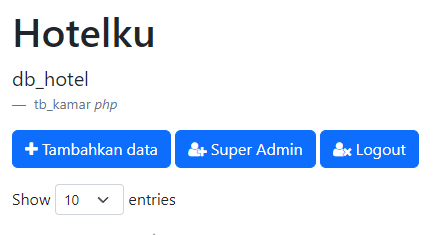 Hotelku
db_hotel
— tb_kamar php
Tambahkan data Super Admin Logout
Show 10 entries